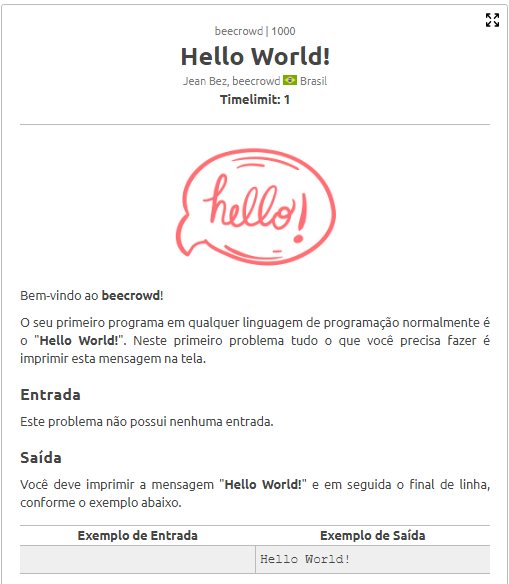 beecrowd | 1000
Hello World!
Jean Bez, beecrowd Brasil
Timelimit: 1
hello!
Bem-vindo ao beecrowd!
O seu primeiro programa em qualquer linguagem de programação normalmente é
o "Hello World!". Neste primeiro problema tudo o que você precisa fazer é
imprimir esta mensagem na tela.
Entrada
Este problema não possui nenhuma entrada.
Saída
Você deve imprimir a mensagem "Hello World!" e em seguida o final de linha,
conforme o exemplo abaixo.
Exemplo de Entrada Exemplo de Saída
Hello World!